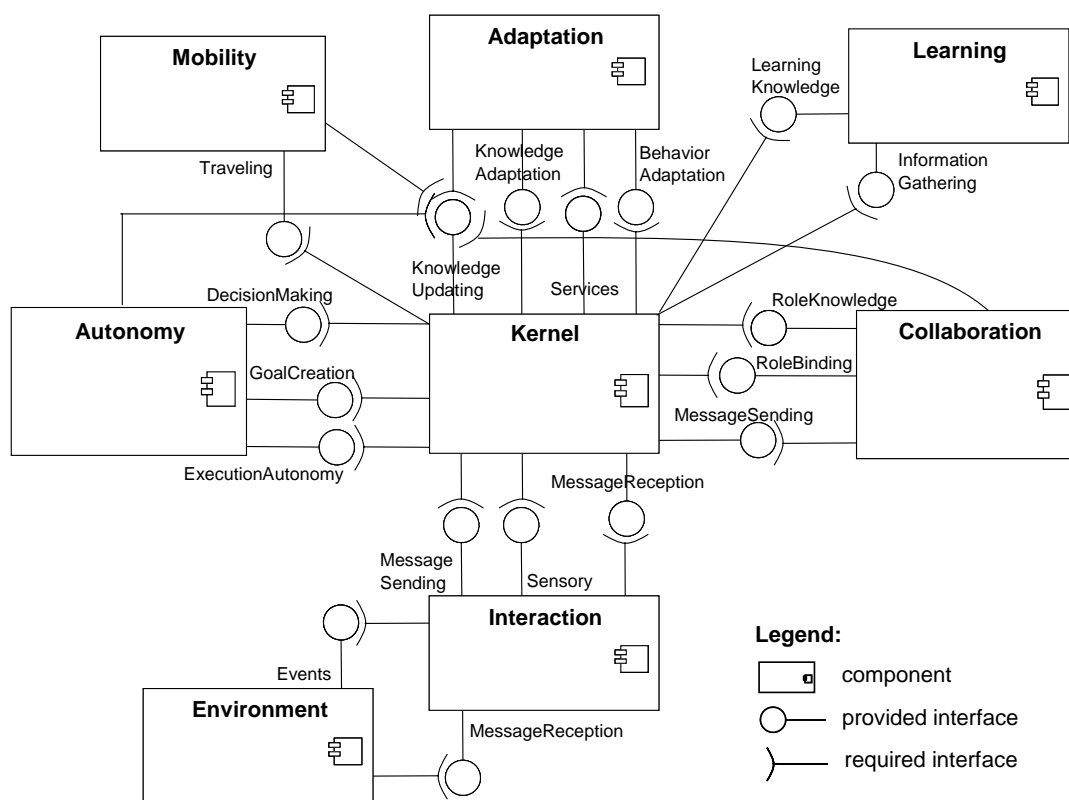 Adaptation
Mobility
Learning
Learning
Knowledge
Traveling
Knowledge
Adaptation
Behavior
Adaptation
Information
Gathering
Knowledge
Updating
Services
DecisionMaking
RoleKnowledge
Autonomy
Kernel
Collaboration
GoalCreation
RoleBinding
MessageSending
ExecutionAutonomy
MessageReception
Message
Sending
Sensory
Interaction
Events
Environment
MessageReception
Legend:
component
provided interface
required interface